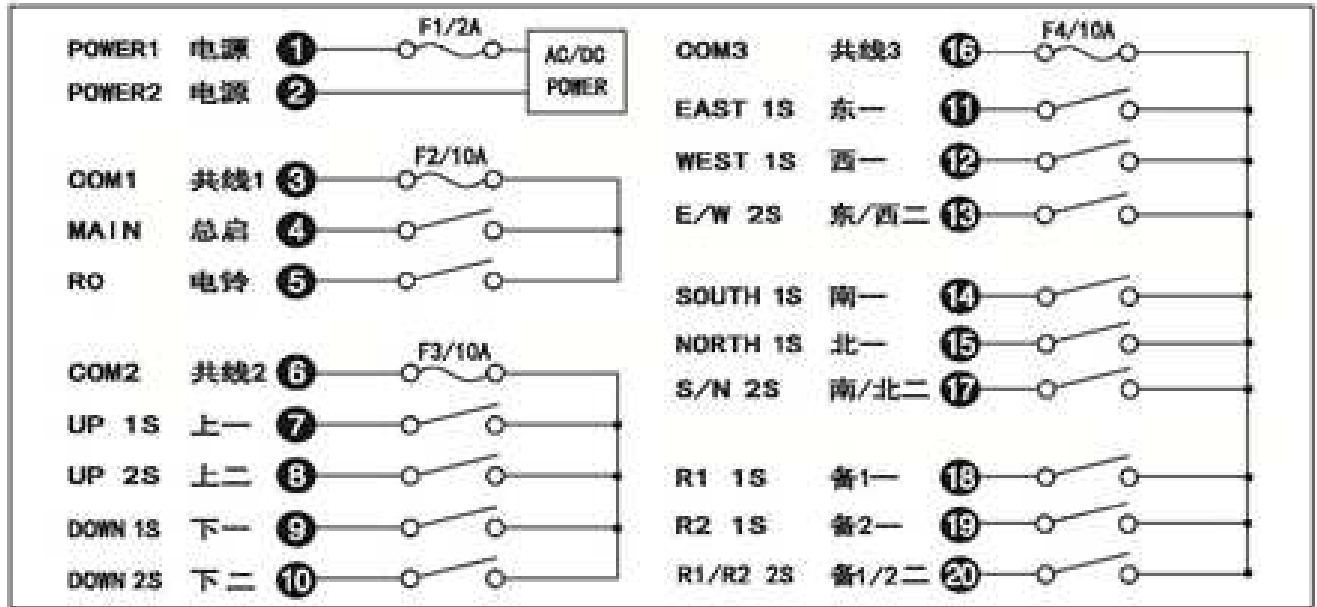 F1/2A
POWER1 电源 1
AC/DC
POWER
POWER2 电源 2
F2/10A
COM1 共线1 3
MAIN 总启 4
RO 电铃 5
F3/10A
COM2 共线2 6
UP 1S 上一 7
UP 2S 上二 8
DOWN 1S 下一 9
DOWN 2S 下二 10
F4/10A
COM3 共线3 16
EAST 1S 东一 11
WEST 1S 西一 12
E/W 2S 东/西二 13
SOUTH 1S 南一 14
NORTH 1S 北一 15
S/N 2S 南/北二 17
R1 1S 备1一 18
R2 1S 备2一 19
R1/R2 2S 备1/2二 20